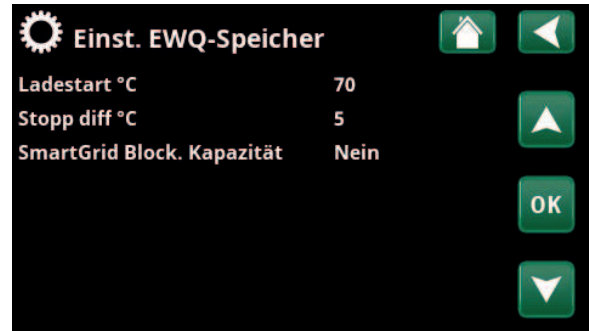 Einst. EWQ-Speicher
Ladestart °C 70
Stopp diff °C 5
SmartGrid Block. Kapazität Nein
OK